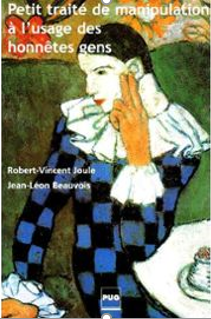 Petit traité de manipulation
à l'usage des
honnêtes gens
Robert-Vincent Joule
Jean-Léon Beauvois
PUG